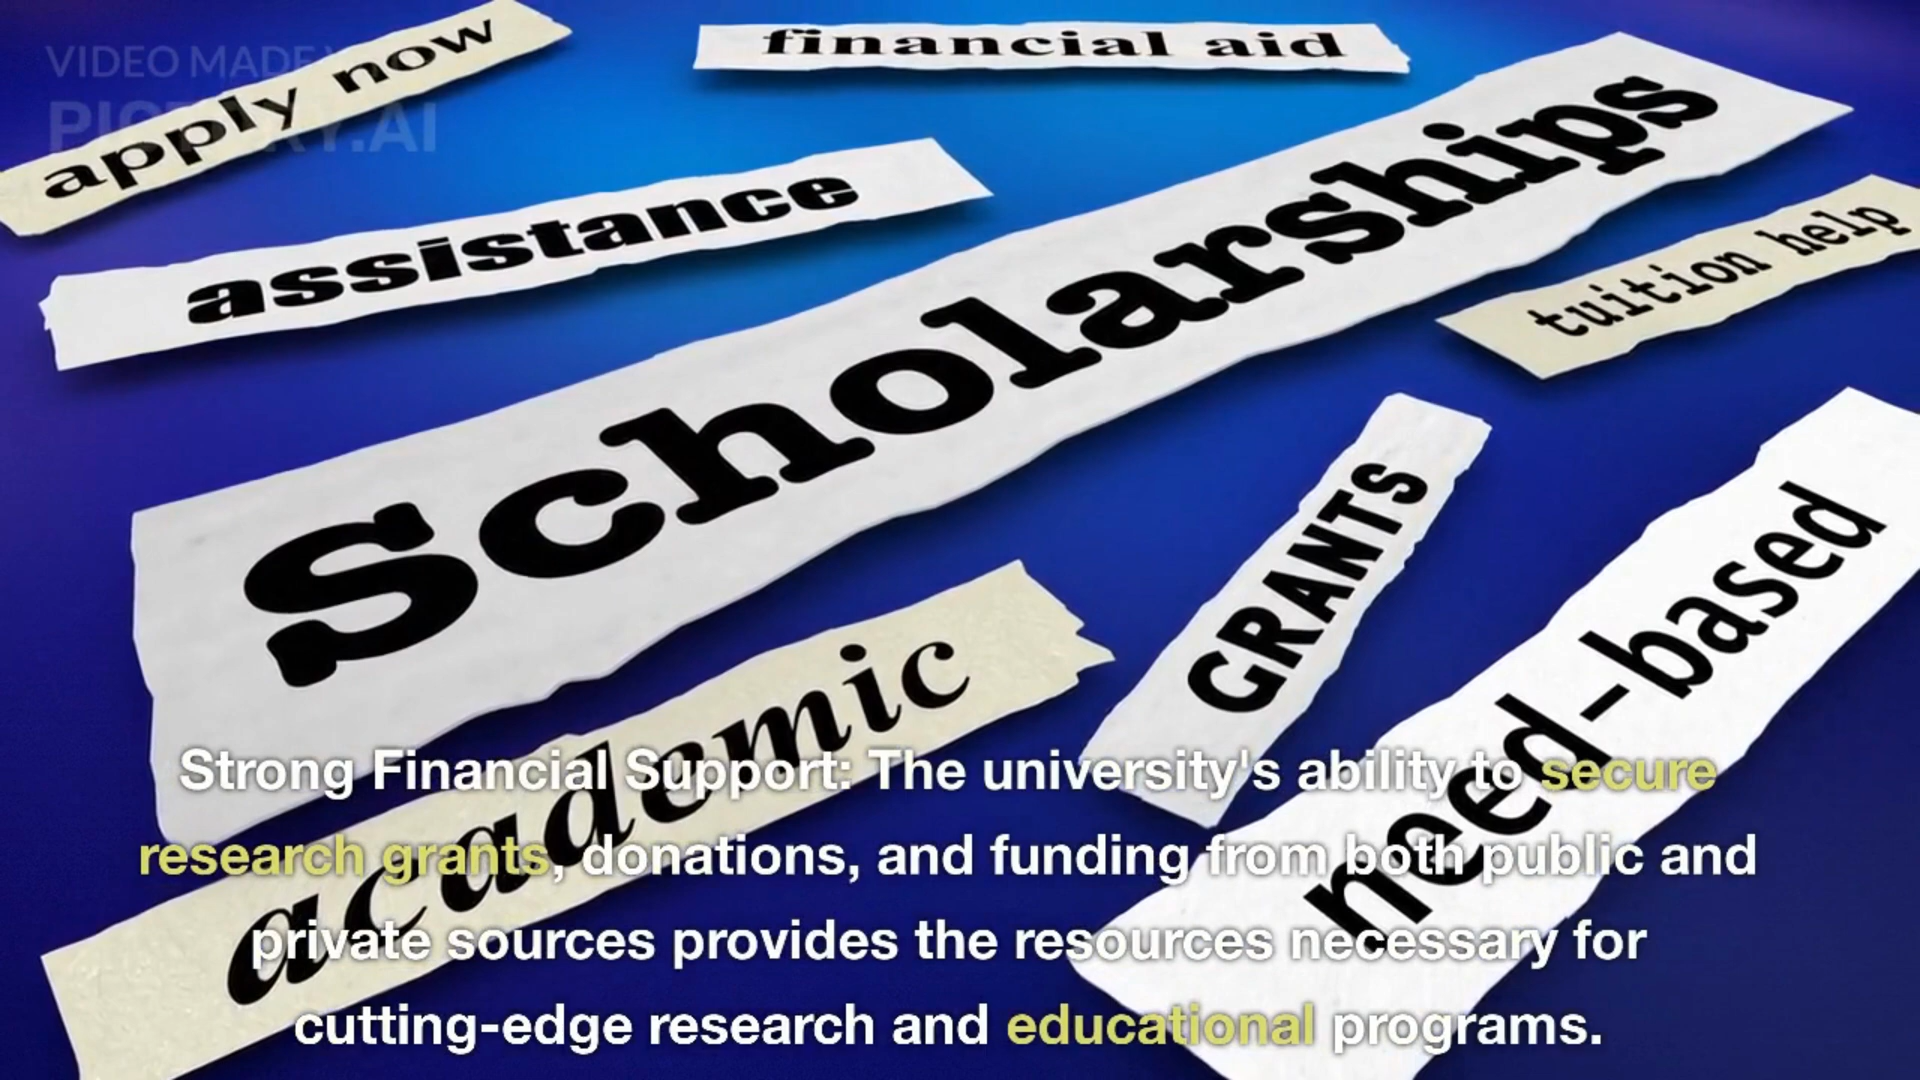 VIDEO MADE
apply now
financial aid
assistance
Scholarships
tuition help
GRANTS
need-based
academic
Strong Financial Support: The university's ability to secure
research grants, donations, and funding from both public and
private sources provides the resources necessary for
cutting-edge research and educational programs.